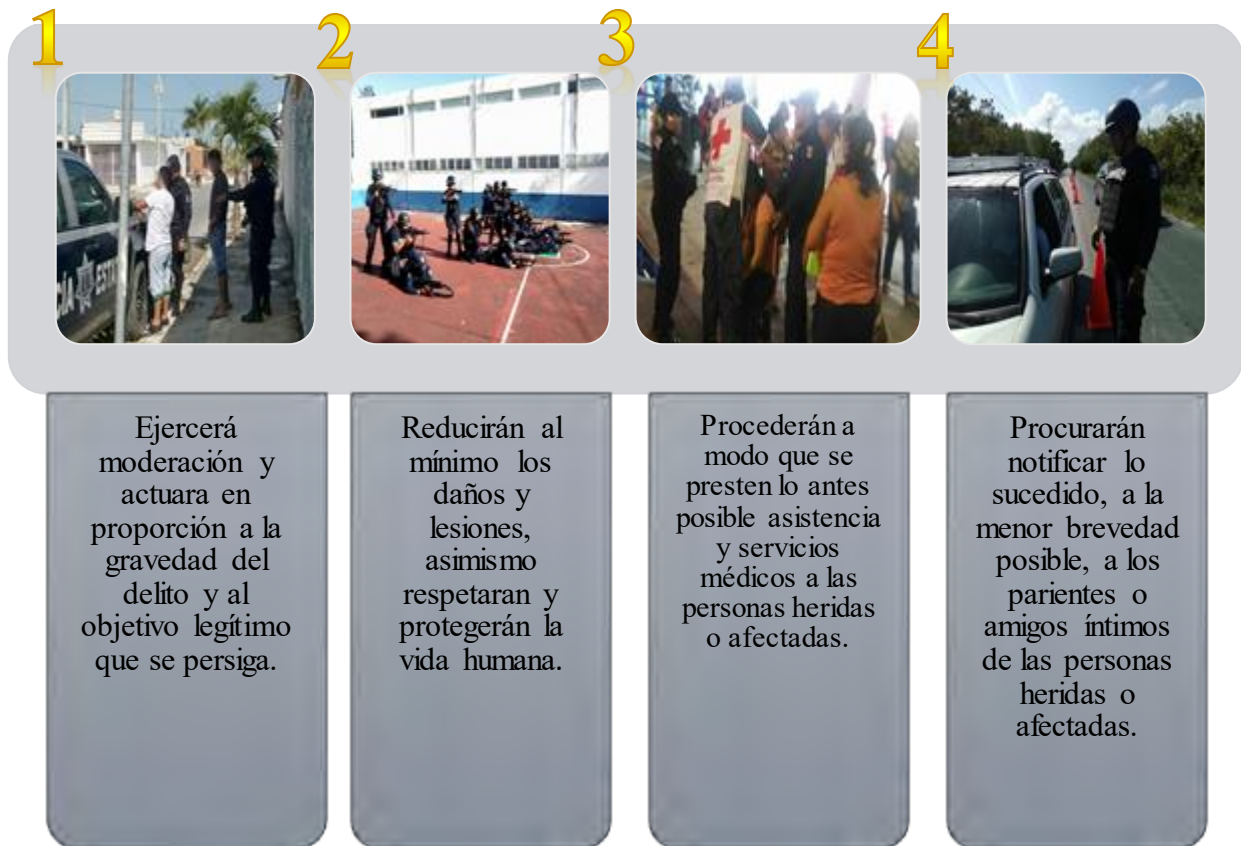 1
2
3
4
CÍA
ESTA
Ejercerá
moderación y
actuara en
proporción a la
gravedad del
delito y al
objetivo legítimo
que se persiga.
Reducirán al
mínimo los
daños y
lesiones,
asimismo
respetaran y
protegerán la
vida humana.
Procederán a
modo que se
presten lo antes
posible asistencia
y servicios
médicos a las
personas heridas
o afectadas.
Procurarán
notificar lo
sucedido, a la
menor brevedad
posible, a los
parientes o
amigos íntimos
de las personas
heridas o
afectadas.